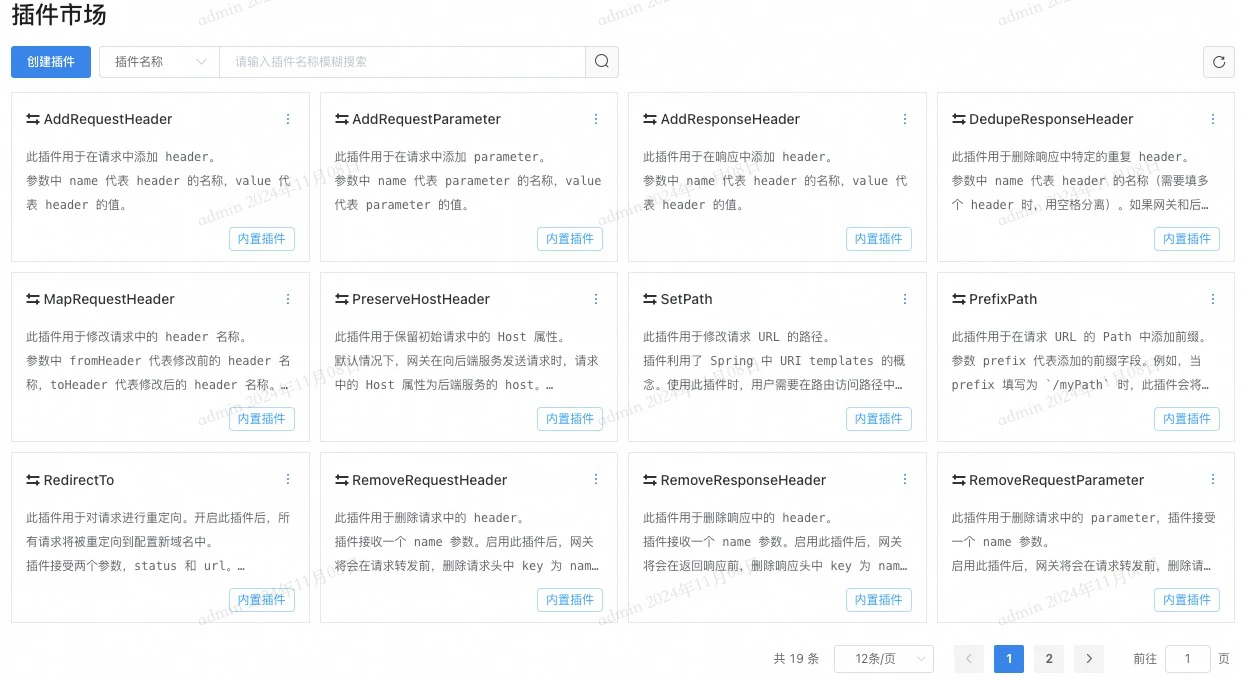 插件市场
创建插件
插件名称
请输入插件名称模糊搜索
AddRequestHeader
此插件用于在请求中添加 header。
参数中 name 代表 header 的名称，value 代
表 header 的值。
内置插件
AddRequestParameter
此插件用于在请求中添加 parameter。
参数中 name 代表 parameter 的名称，value
代表 parameter 的值。
内置插件
AddResponseHeader
此插件用于在响应中添加 header。
参数中 name 代表 header 的名称，value 代
表 header 的值。
内置插件
DedupeResponseHeader
此插件用于删除响应中特定的重复 header。
参数中 name 代表 header 的名称（需要填多
个 header 时，用空格分离）。如果网关和后…
内置插件
MapRequestHeader
此插件用于修改请求中的 header 名称。
参数中 fromHeader 代表修改前的 header 名
称，toHeader 代表修改后的 header 名称。…
内置插件
PreserveHostHeader
此插件用于保留初始请求中的 Host 属性。
默认情况下，网关在向后端服务发送请求时，请求
中的 Host 属性为后端服务的 host。…
内置插件
SetPath
此插件用于修改请求 URL 的路径。
插件利用了 Spring 中 URI templates 的概
念。使用此插件时，用户需要在路由访问路径中…
内置插件
PrefixPath
此插件用于在请求 URL 的 Path 中添加前缀。
参数 prefix 代表添加的前缀字段。例如，当
prefix 填写为 `/myPath` 时，此插件会将…
内置插件
RedirectTo
此插件用于对请求进行重定向。开启此插件后，所
有请求将被重定向到配置新域名中。
插件接受两个参数，status 和 url。…
内置插件
RemoveRequestHeader
此插件用于删除请求中的 header。
插件接收一个 name 参数。启用此插件后，网关
将会在请求转发前，删除请求头中 key 为 nam…
内置插件
RemoveResponseHeader
此插件用于删除响应中的 header。
插件接收一个 name 参数。启用此插件后，网关
将会在返回响应前，删除响应头中 key 为 nam…
内置插件
RemoveRequestParameter
此插件用于删除请求中的 parameter，插件接受
一个 name 参数。
启用此插件后，网关将会在请求转发前，删除请…
内置插件
共 19 条
12条/页
1
2
前往
1
页
admin 2024年11月08日